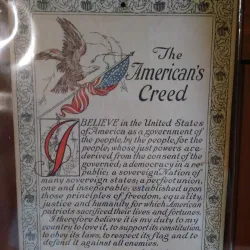 The
American's
Creed
I BELIEVE in the United States
of America as a government of
the people, by the people, for the
people; whose just powers are
derived from the consent of the
governed; a democracy in a re-
public; a sovereign Nation of
many sovereign states; a perfect union,
one and inseparable; established upon
those principles of freedom, equality,
justice and humanity for which American
patriots sacrificed their lives and fortunes.
I therefore believe it is my duty to my
country to love it, to support its constitution,
to obey its laws, to respect its flag and to
defend it against all enemies.